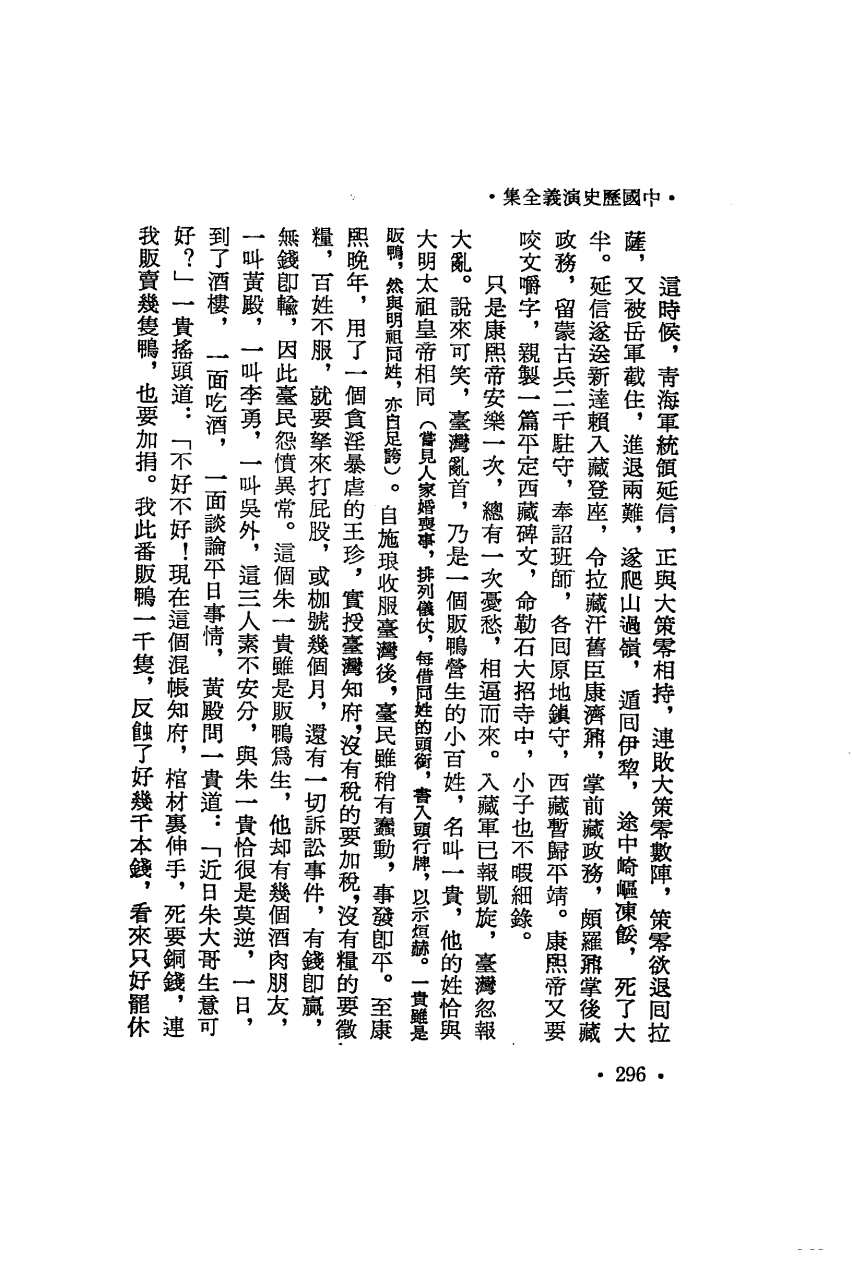 •中國歷史演義全集•
這時候，青海軍統領延信，正與大策零相持，連敗大策零數陣，策零欲退回拉
薩，又被岳軍截住，進退兩難，遂爬山過嶺，遁回伊犂，途中崎嶇凍餒，死了大
半。延信遂送新達賴入藏登座，令拉藏汗舊臣康濟鼐，掌前藏政務，頗羅鼐掌後藏
政務，留蒙古兵二千駐守，奉詔班師，各回原地鎮守，西藏暫歸平靖。康熙帝又要
咬文嚼字，親製一篇平定西藏碑文，命勒石大招寺中，小子也不暇細錄。
只是康熙帝安樂一次，總有一次憂愁，相逼而來。入藏軍已報凱旋，臺灣忽報
大亂。說來可笑，臺灣亂首，乃是一個販鴨營生的小百姓，名叫一貴，他的姓恰與
大明太祖皇帝相同（嘗見人家婚喪事，排列儀仗，每借同姓的頭銜，書入頭行牌，以示烜赫。一貴雖是
販鴨，然與明祖同姓，亦自足誇）。自施琅收服臺灣後，臺民雖稍有蠢動，事發卽平。至康
熙晚年，用了一個貪淫暴虐的王珍，實授臺灣知府，沒有稅的要加稅，沒有糧的要徵
糧，百姓不服，就要拏來打屁股，或枷號幾個月，還有一切訴訟事件，有錢卽贏，
無錢卽輸，因此臺民怨憤異常。這個朱一貴雖是販鴨爲生，他却有幾個酒肉朋友，
一叫黃殿，一叫李勇，一叫吳外，這三人素不安分，與朱一貴恰很是莫逆，一日，
到了酒樓，一面吃酒，一面談論平日事情，黃殿問一貴道：「近日朱大哥生意可
好？」一貴搖頭道：「不好不好！現在這個混帳知府，棺材裏伸手，死要銅錢，連
我販賣幾隻鴨，也要加捐。我此番販鴨一千隻，反蝕了好幾千本錢，看來只好罷休
•296•